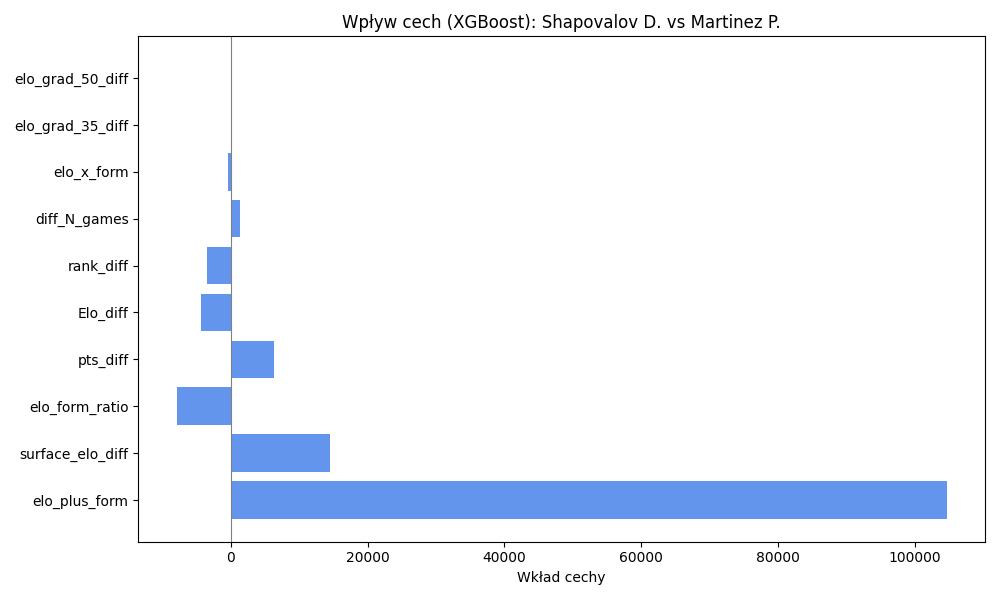 Wpływ cech (XGBoost): Shapovalov D. vs Martinez P.
elo_grad_50_diff
elo_grad_35_diff
elo_x_form
diff_N_games
rank_diff
Elo_diff
pts_diff
elo_form_ratio
surface_elo_diff
elo_plus_form
0 20000 40000 60000 80000 100000
Wkład cechy